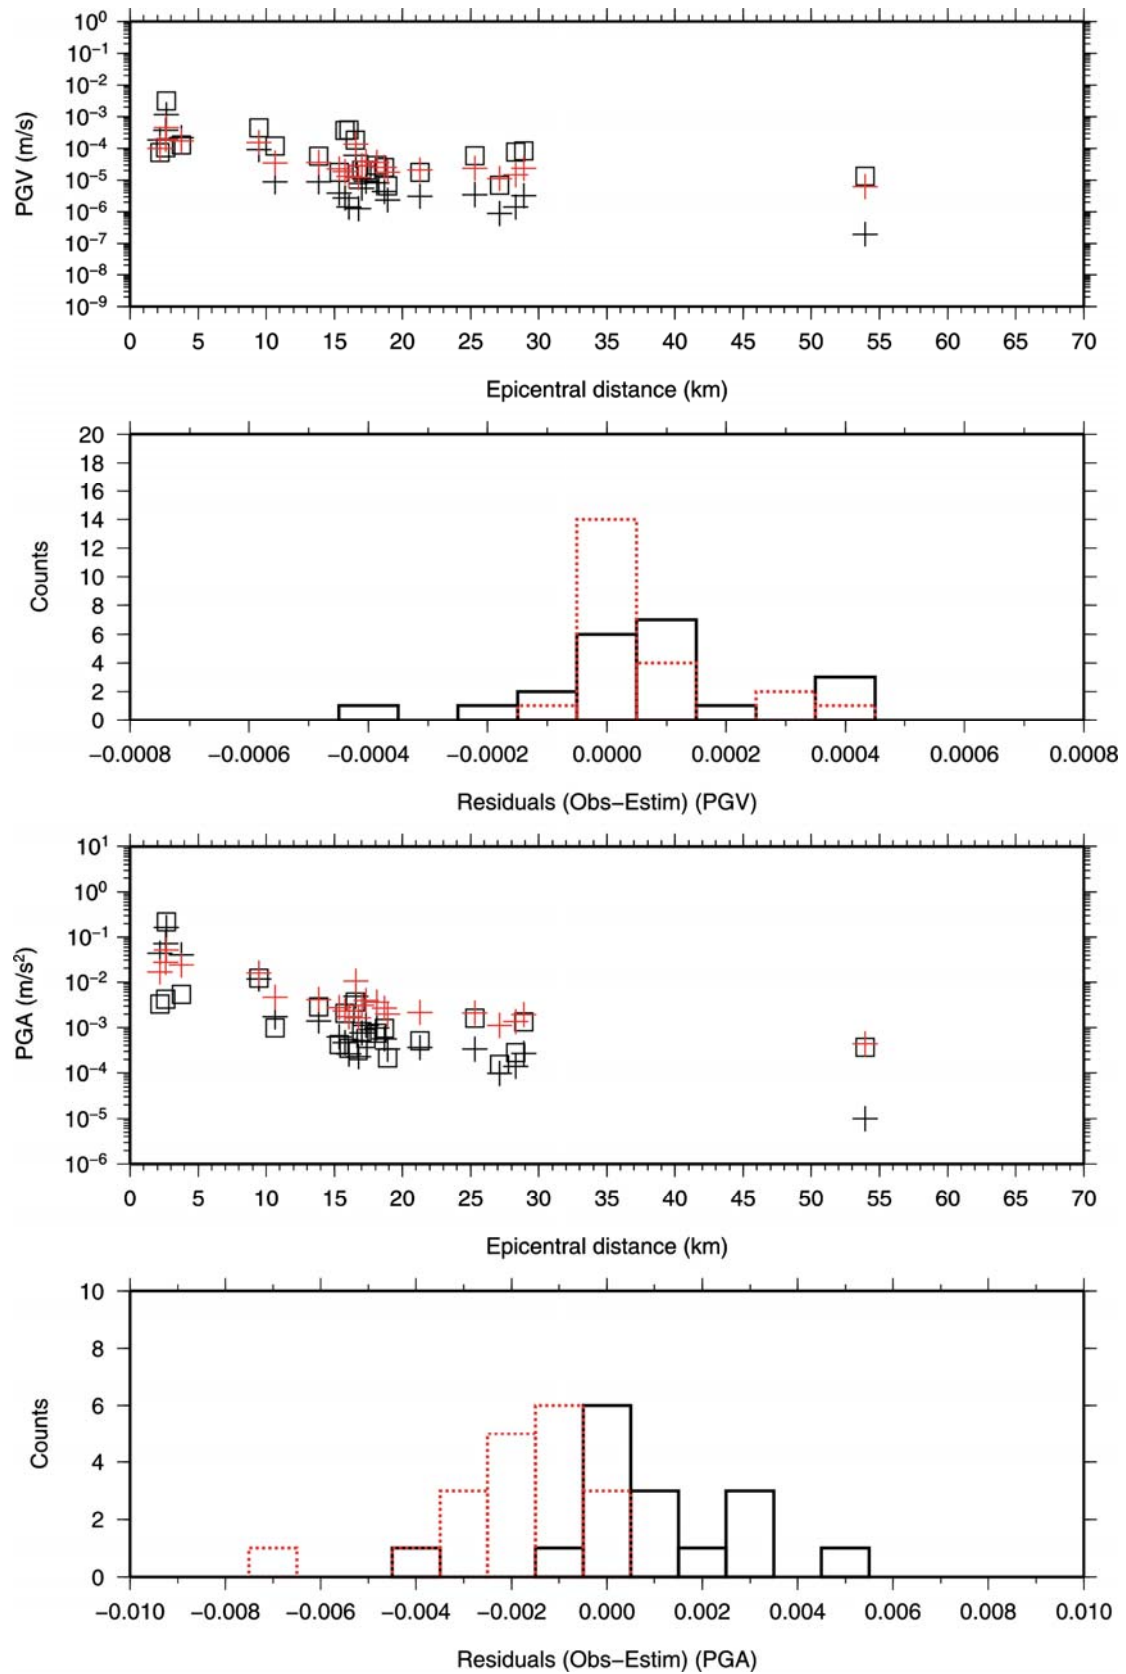 10⁰
10⁻¹
10⁻²
10⁻³
10⁻⁴
10⁻⁵
10⁻⁶
10⁻⁷
10⁻⁸
10⁻⁹
PGV (m/s)
0 5 10 15 20 25 30 35 40 45 50 55 60 65 70
Epicentral distance (km)
20
18
16
14
12
10
8
6
4
2
0
Counts
−0.0008 −0.0006 −0.0004 −0.0002 0.0000 0.0002 0.0004 0.0006 0.0008
Residuals (Obs−Estim) (PGV)
10¹
10⁰
10⁻¹
10⁻²
10⁻³
10⁻⁴
10⁻⁵
10⁻⁶
PGA (m/s²)
0 5 10 15 20 25 30 35 40 45 50 55 60 65 70
Epicentral distance (km)
10
8
6
4
2
0
Counts
−0.010 −0.008 −0.006 −0.004 −0.002 0.000 0.002 0.004 0.006 0.008 0.010
Residuals (Obs−Estim) (PGA)